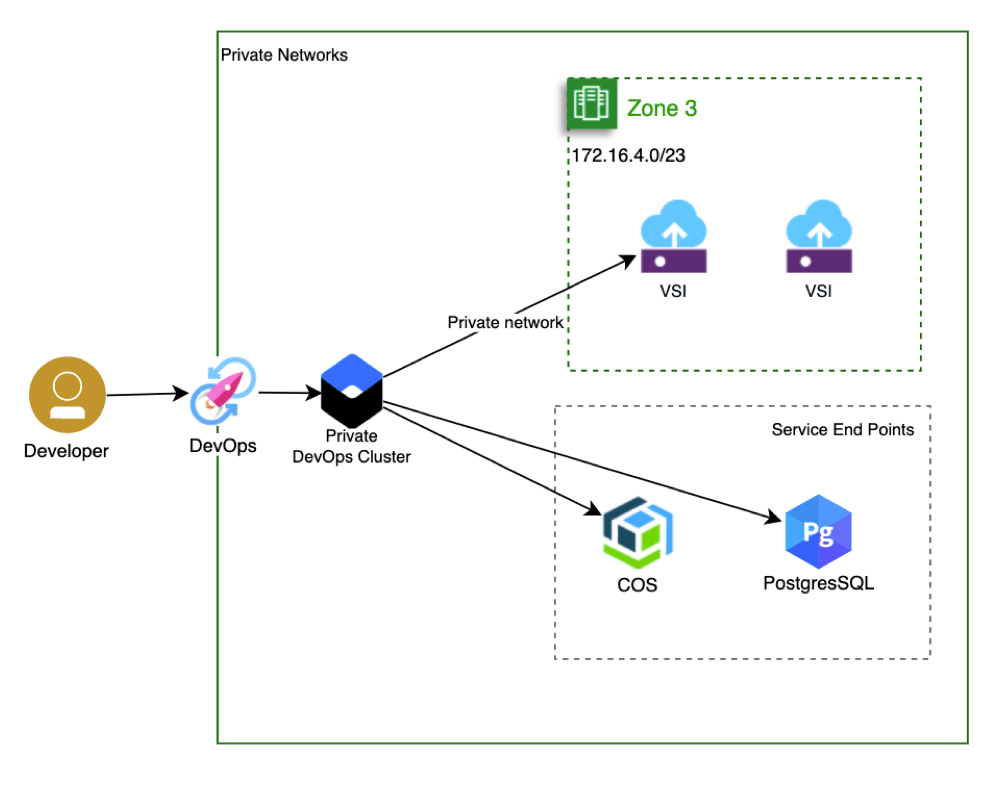 Private Networks
Zone 3
172.16.4.0/23
VSI
VSI
Private network
Developer
DevOps
Private
DevOps Cluster
Service End Points
COS
Pg
PostgresSQL